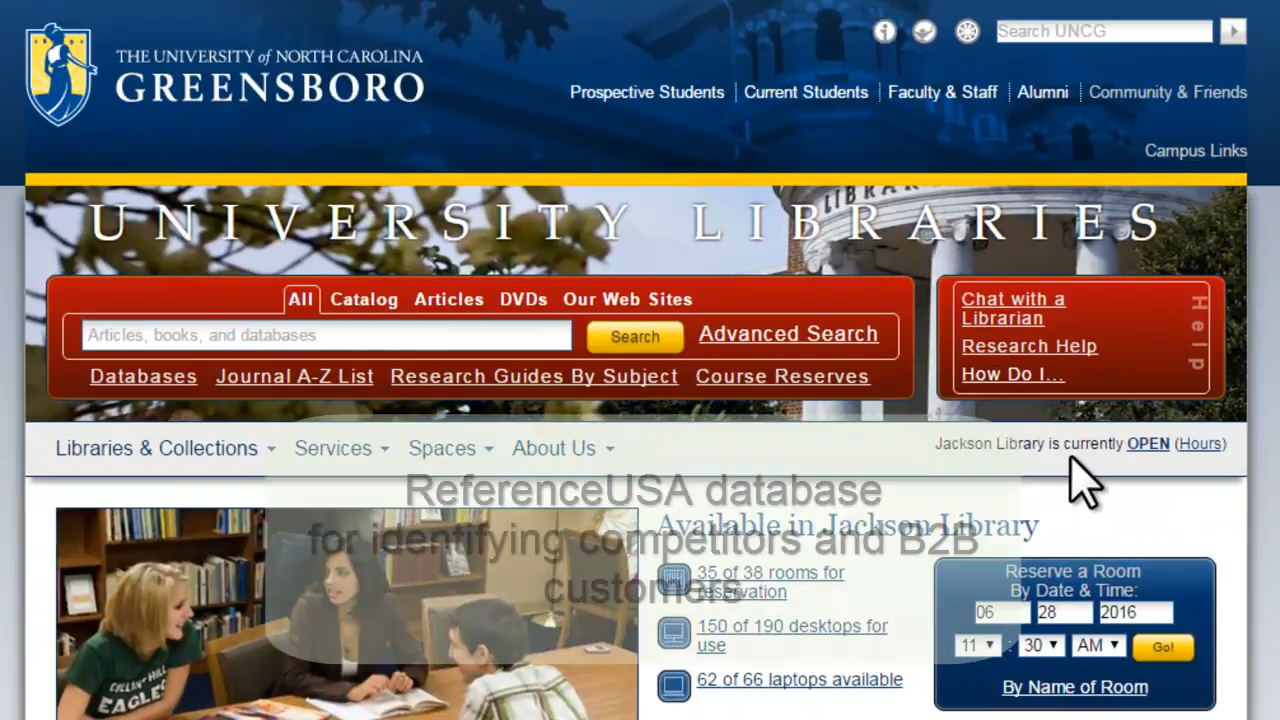 THE UNIVERSITY of NORTH CAROLINA
GREENSBORO
Search UNCG
Prospective Students
Current Students
Faculty & Staff
Alumni
Community & Friends
Campus Links
LIBRAR
UNIVERSITY LIBRARIES
All
Catalog
Articles
DVDs
Our Web Sites
Articles, books, and databases
Search
Advanced Search
Databases
Journal A-Z List
Research Guides By Subject
Course Reserves
Chat with a
Librarian
Research Help
How Do I...
Help
Libraries & Collections
Services
Spaces
About Us
Jackson Library is currently OPEN (Hours)
ReferenceUSA database
for identifying competitors and B2B
customers
Available in Jackson Library
35 of 38 rooms for
reservation
150 of 190 desktops for
use
62 of 66 laptops available
Reserve a Room
By Date & Time:
06 28 2016
11 : 30 AM Go!
By Name of Room
EAGLES